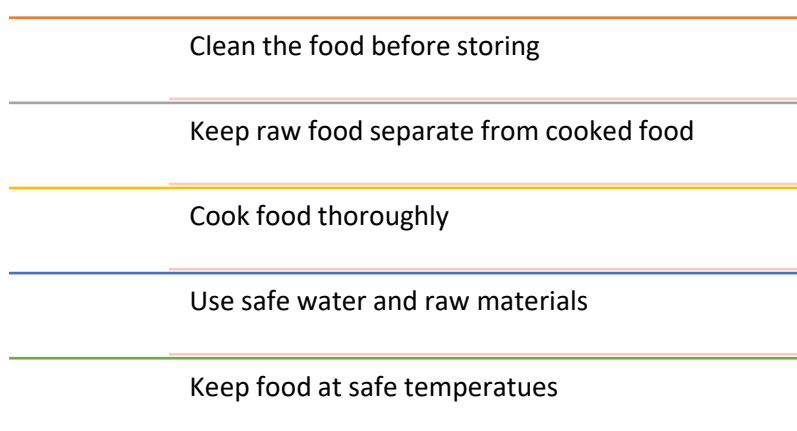 Clean the food before storing
Keep raw food separate from cooked food
Cook food thoroughly
Use safe water and raw materials
Keep food at safe temperatues